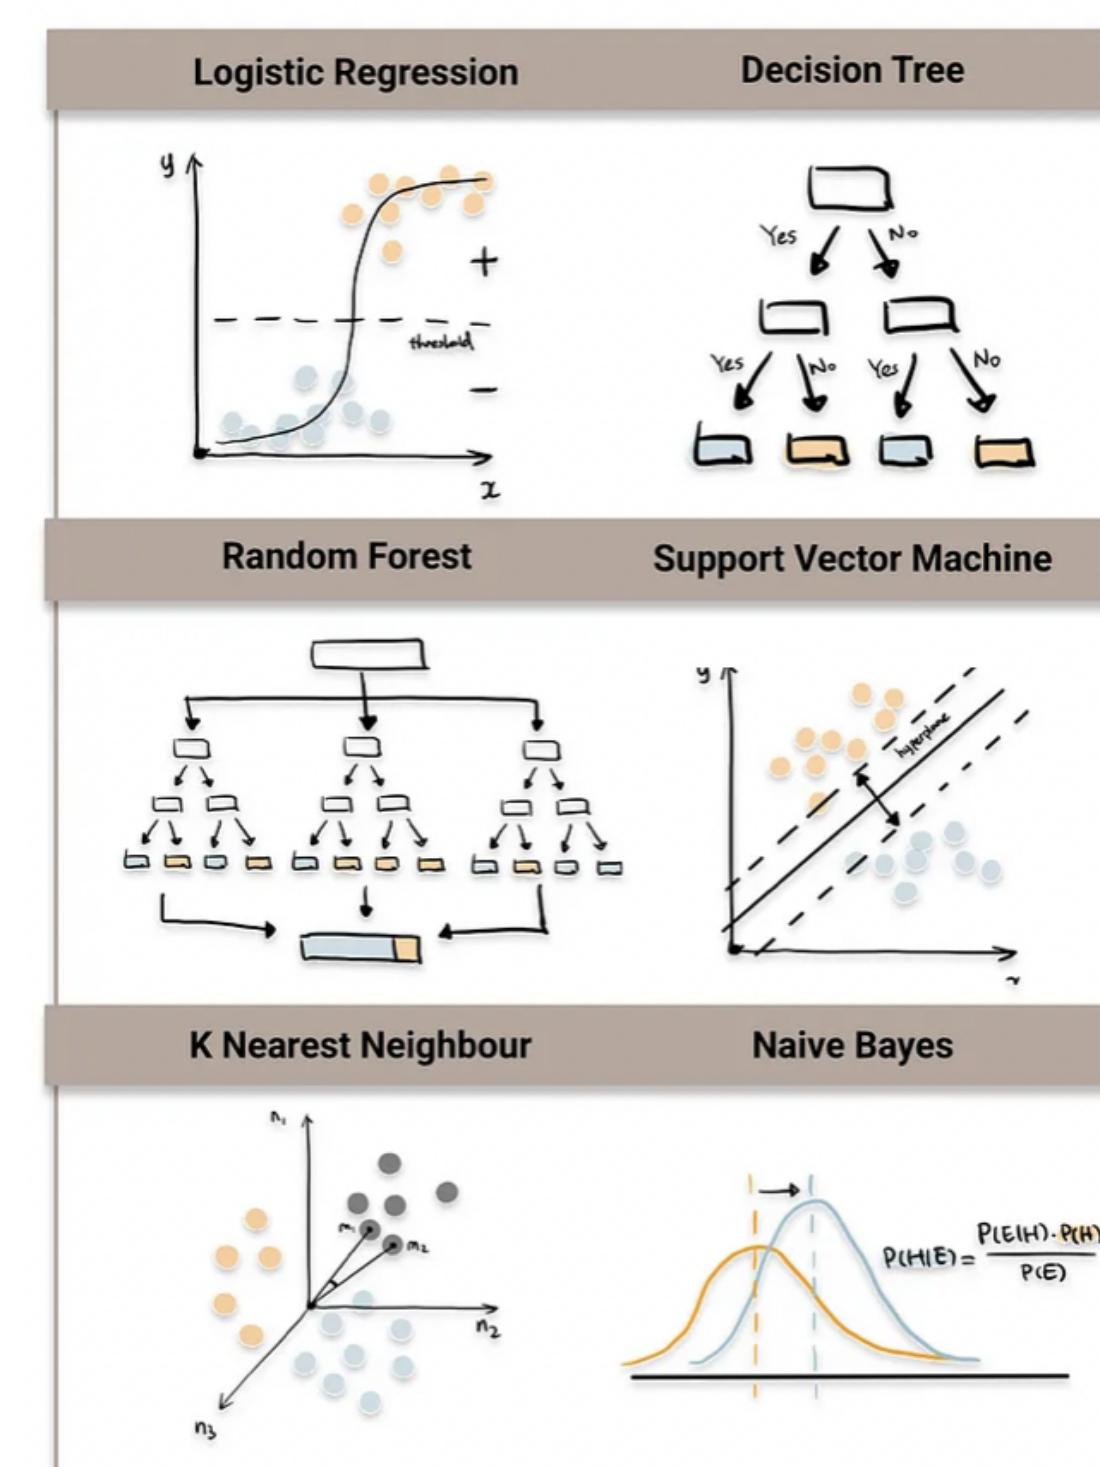 Logistic Regression
Decision Tree
y
+
threshold
−
x
Yes
No
Yes
No
Yes
No
Random Forest
Support Vector Machine
y
hyperplane
K Nearest Neighbour
Naive Bayes
n₁
m₁
m₂
n₂
n₃
P(H|E) = P(E|H) · P(H)
P(E)